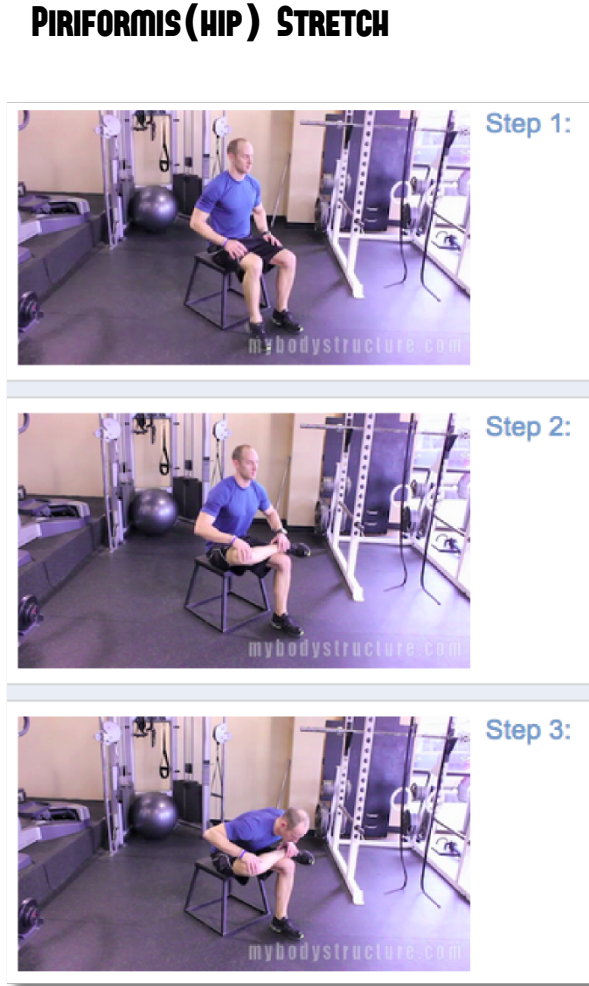 PIRIFORMIS(HIP) STRETCH
Step 1:
mybodystructure.com
Step 2:
mybodystructure.com
Step 3:
mybodystructure.com